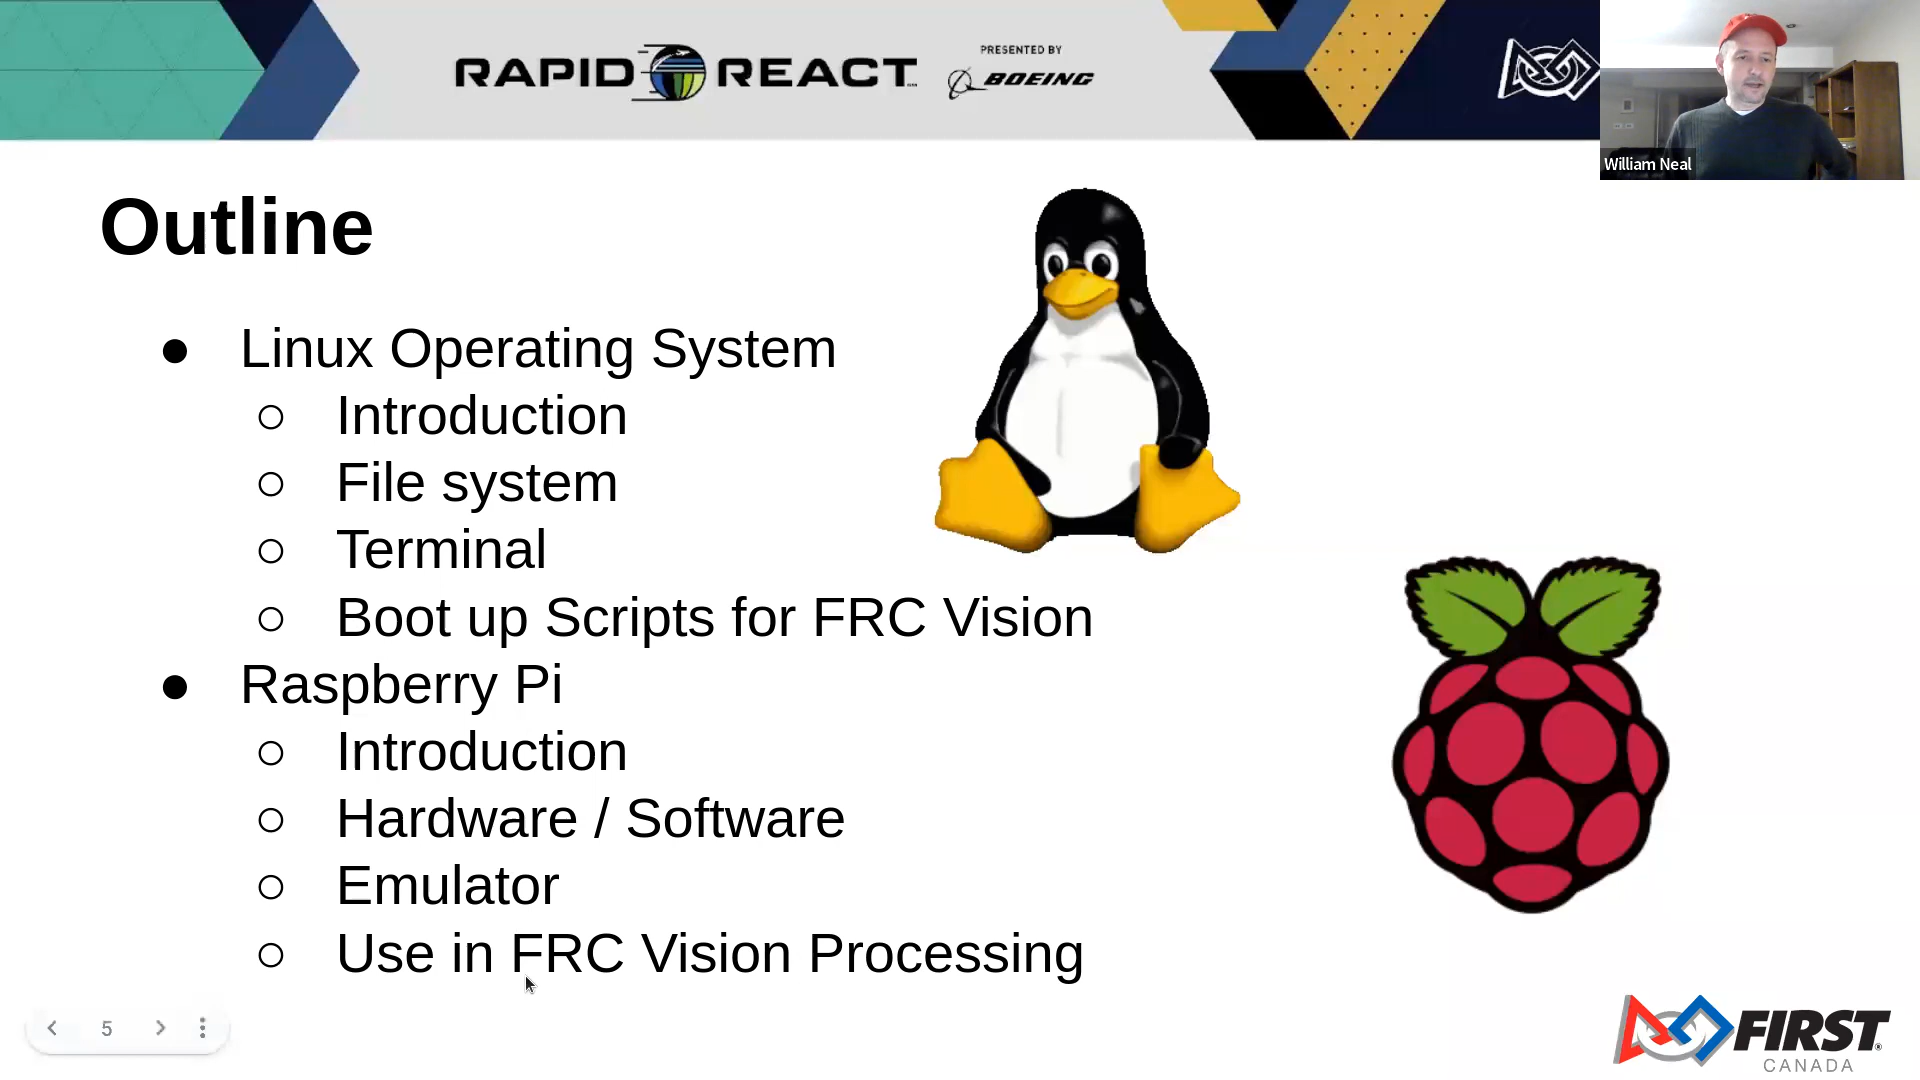 RAPID REACT
PRESENTED BY
BOEING
William Neal
Outline
● Linux Operating System
○ Introduction
○ File system
○ Terminal
○ Boot up Scripts for FRC Vision
● Raspberry Pi
○ Introduction
○ Hardware / Software
○ Emulator
○ Use in FRC Vision Processing
5
FIRST®
CANADA